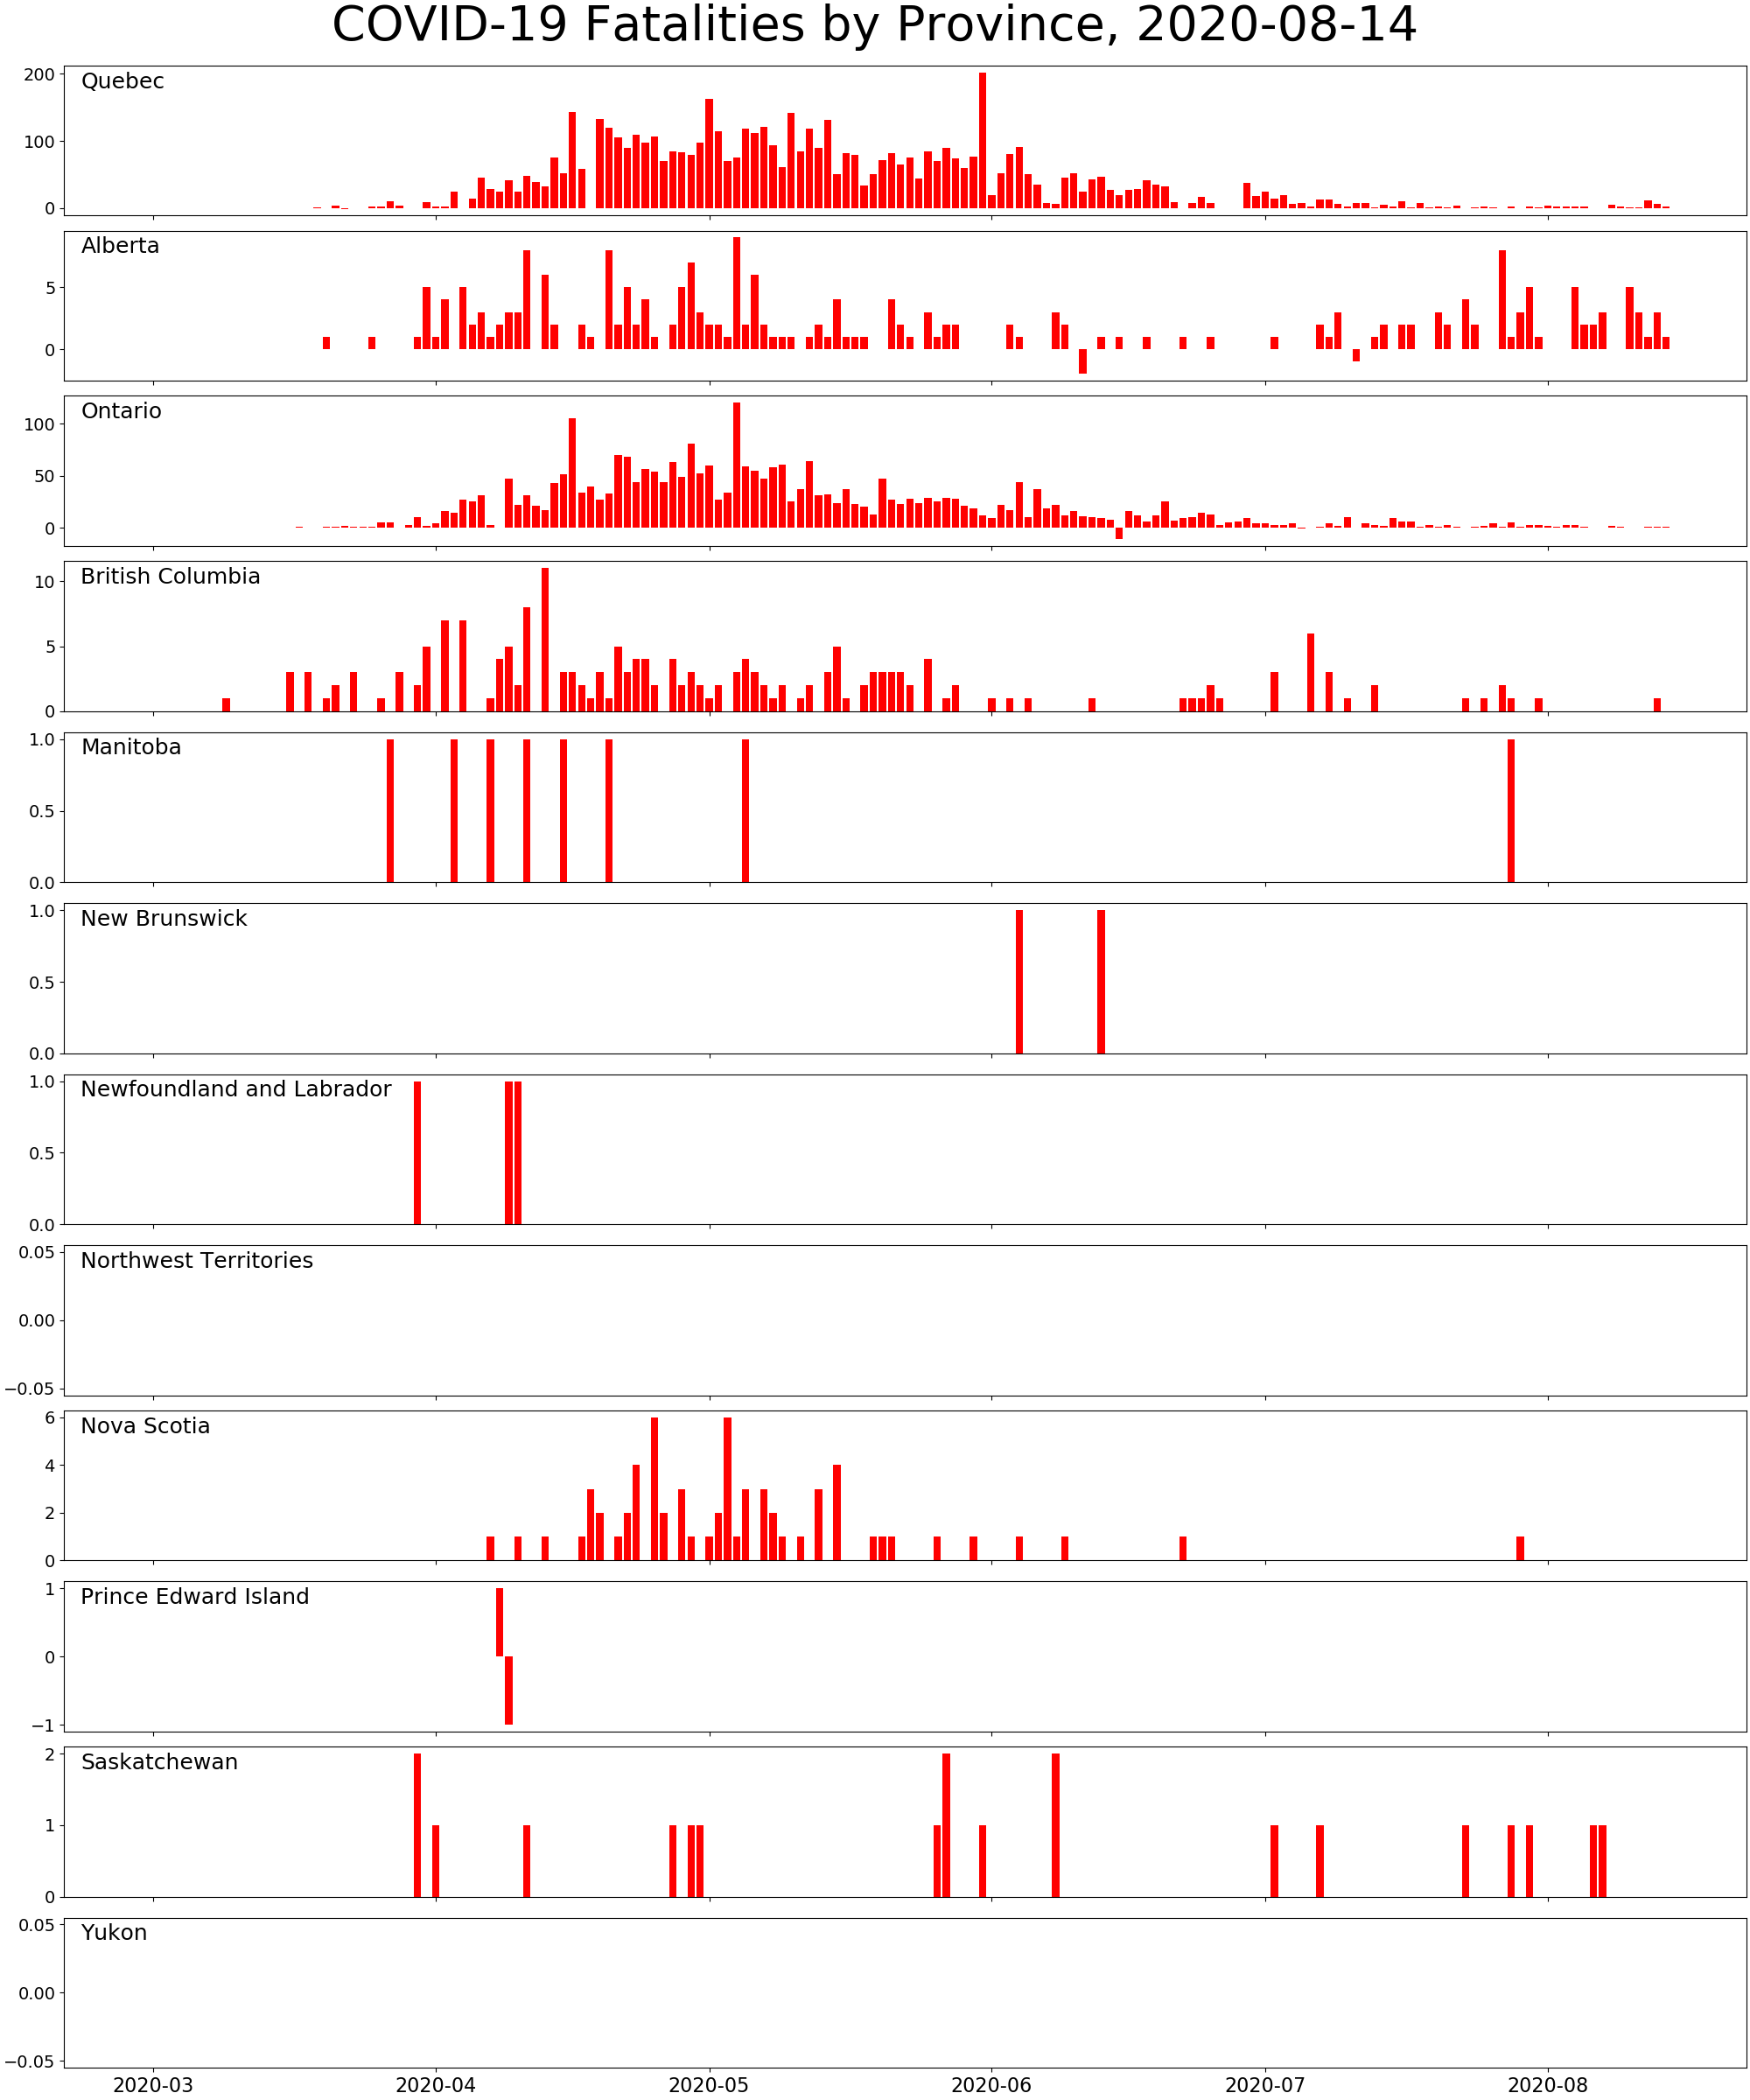 COVID-19 Fatalities by Province, 2020-08-14
Quebec
200
100
0
Alberta
5
0
Ontario
100
50
0
British Columbia
10
5
0
Manitoba
1.0
0.5
0.0
New Brunswick
1.0
0.5
0.0
Newfoundland and Labrador
1.0
0.5
0.0
Northwest Territories
0.05
0.00
−0.05
Nova Scotia
6
4
2
0
Prince Edward Island
1
0
−1
Saskatchewan
2
1
0
Yukon
0.05
0.00
−0.05
2020-03 2020-04 2020-05 2020-06 2020-07 2020-08